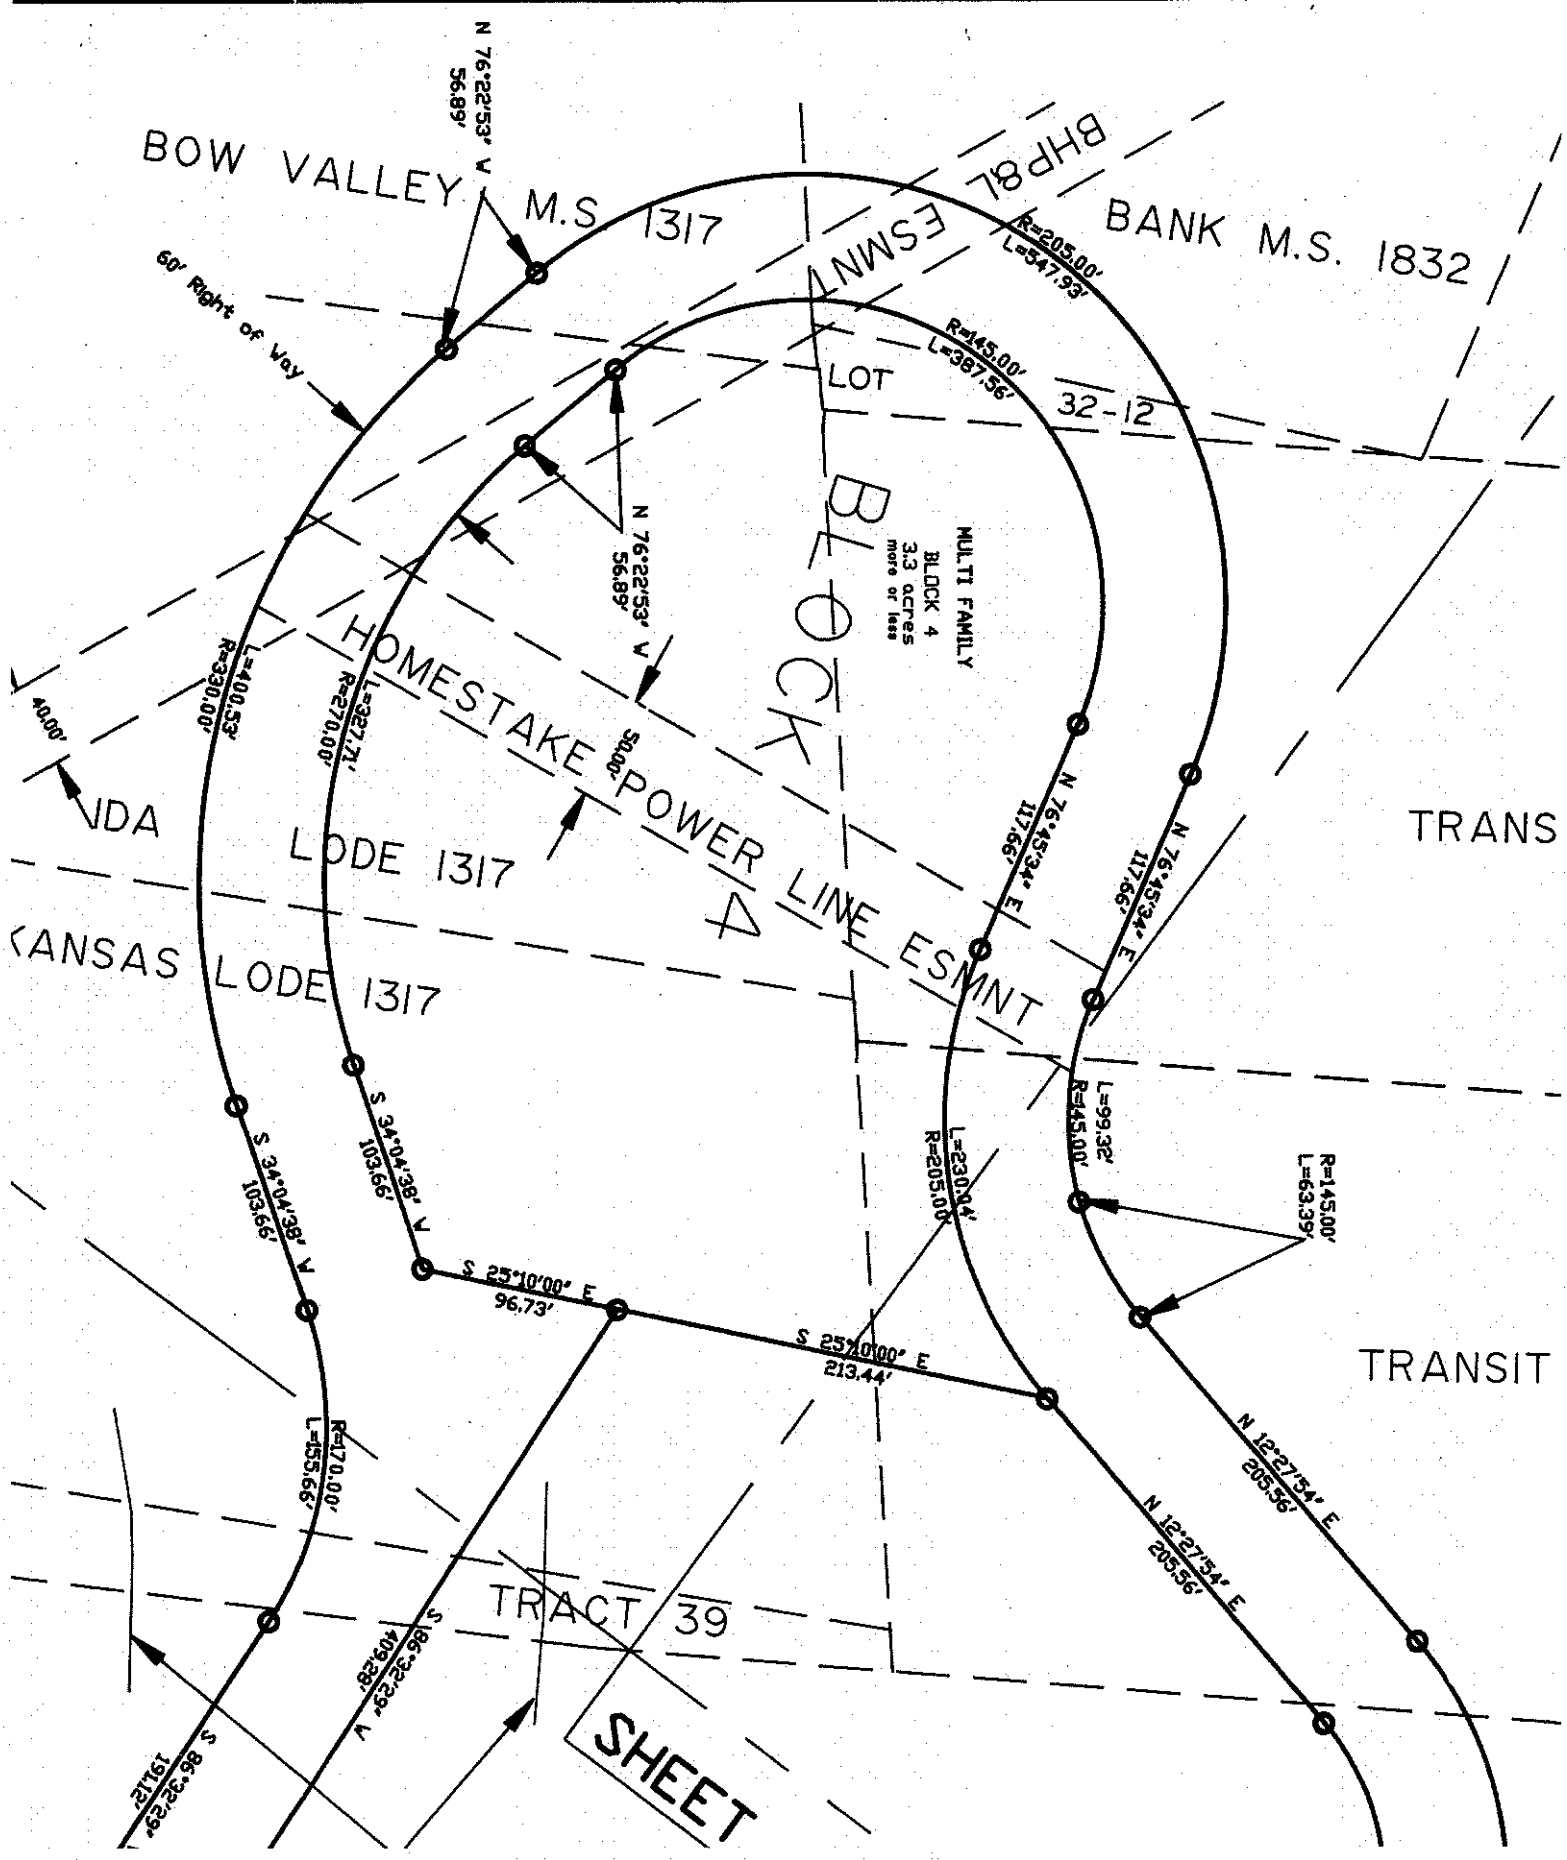 N 76°22'53" W
56.89'
BOW VALLEY M.S. 1317
BHP&L
ESMNT
BANK M.S. 1832
R=205.00'
L=547.93'
60' Right of Way
R=145.00'
L=387.56'
LOT
32-12
N 76°22'53" W
56.89'
BLOCK 4
MULTI FAMILY
BLOCK 4
3.3 acres
more or less
HOMESTAKE POWER LINE ESMNT
50.00'
L=400.53'
R=330.00'
L=327.71'
R=270.00'
40.00'
IDA LODE 1317
KANSAS LODE 1317
N 76°45'34" E
117.66'
N 76°45'34" E
117.66'
TRANS
L=99.32'
R=145.00'
L=230.04'
R=205.00'
R=145.00'
L=63.39'
S 34°04'38" W
103.66'
S 34°04'38" W
103.66'
S 25°10'00" E
96.73'
S 25°10'00" E
213.44'
TRANSIT
R=170.00'
L=155.66'
N 12°27'54" E
205.56'
N 12°27'54" E
205.56'
TRACT 39
S 86°32'29" W
409.28'
S 86°32'29"
191.12'
SHEET